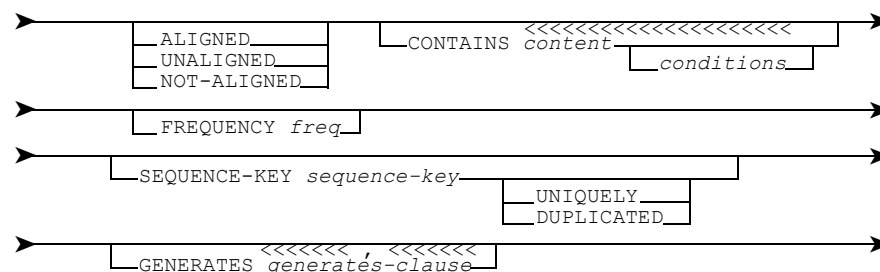 <<<<<<<<<<<<<<<<<<<<<
ALIGNED
CONTAINS content
UNALIGNED
conditions
NOT-ALIGNED
FREQUENCY freq
SEQUENCE-KEY sequence-key
UNIQUELY
DUPLICATED
<<<<<<< , <<<<<<<
GENERATES generates-clause